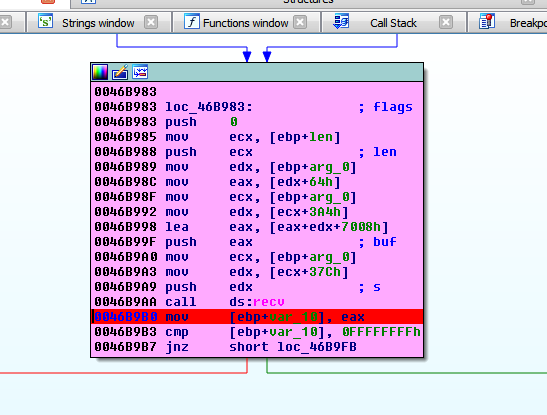 Structures
's' Strings window
f Functions window
Call Stack
Breakpo
0046B983
0046B983 loc_46B983: ; flags
0046B983 push 0
0046B985 mov ecx, [ebp+len]
0046B988 push ecx ; len
0046B989 mov edx, [ebp+arg_0]
0046B98C mov eax, [edx+64h]
0046B98F mov ecx, [ebp+arg_0]
0046B992 mov edx, [ecx+3A4h]
0046B998 lea eax, [eax+edx+7008h]
0046B99F push eax ; buf
0046B9A0 mov ecx, [ebp+arg_0]
0046B9A3 mov edx, [ecx+37Ch]
0046B9A9 push edx ; s
0046B9AA call ds:recv
0046B9B0 mov [ebp+var_10], eax
0046B9B3 cmp [ebp+var_10], 0FFFFFFFFh
0046B9B7 jnz short loc_46B9FB